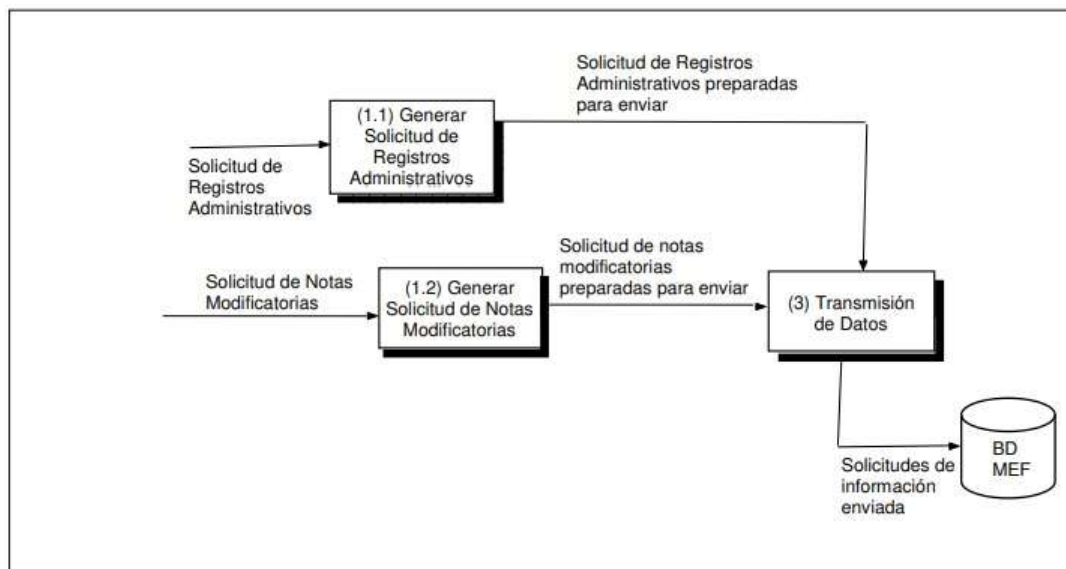 Solicitud de Registros
Administrativos preparadas
para enviar
(1.1) Generar
Solicitud de
Registros
Administrativos
Solicitud de
Registros
Administrativos
Solicitud de notas
modificatorias
preparadas para enviar
Solicitud de Notas
Modificatorias
(1.2) Generar
Solicitud de Notas
Modificatorias
(3) Transmisión
de Datos
BD
MEF
Solicitudes de
información
enviada